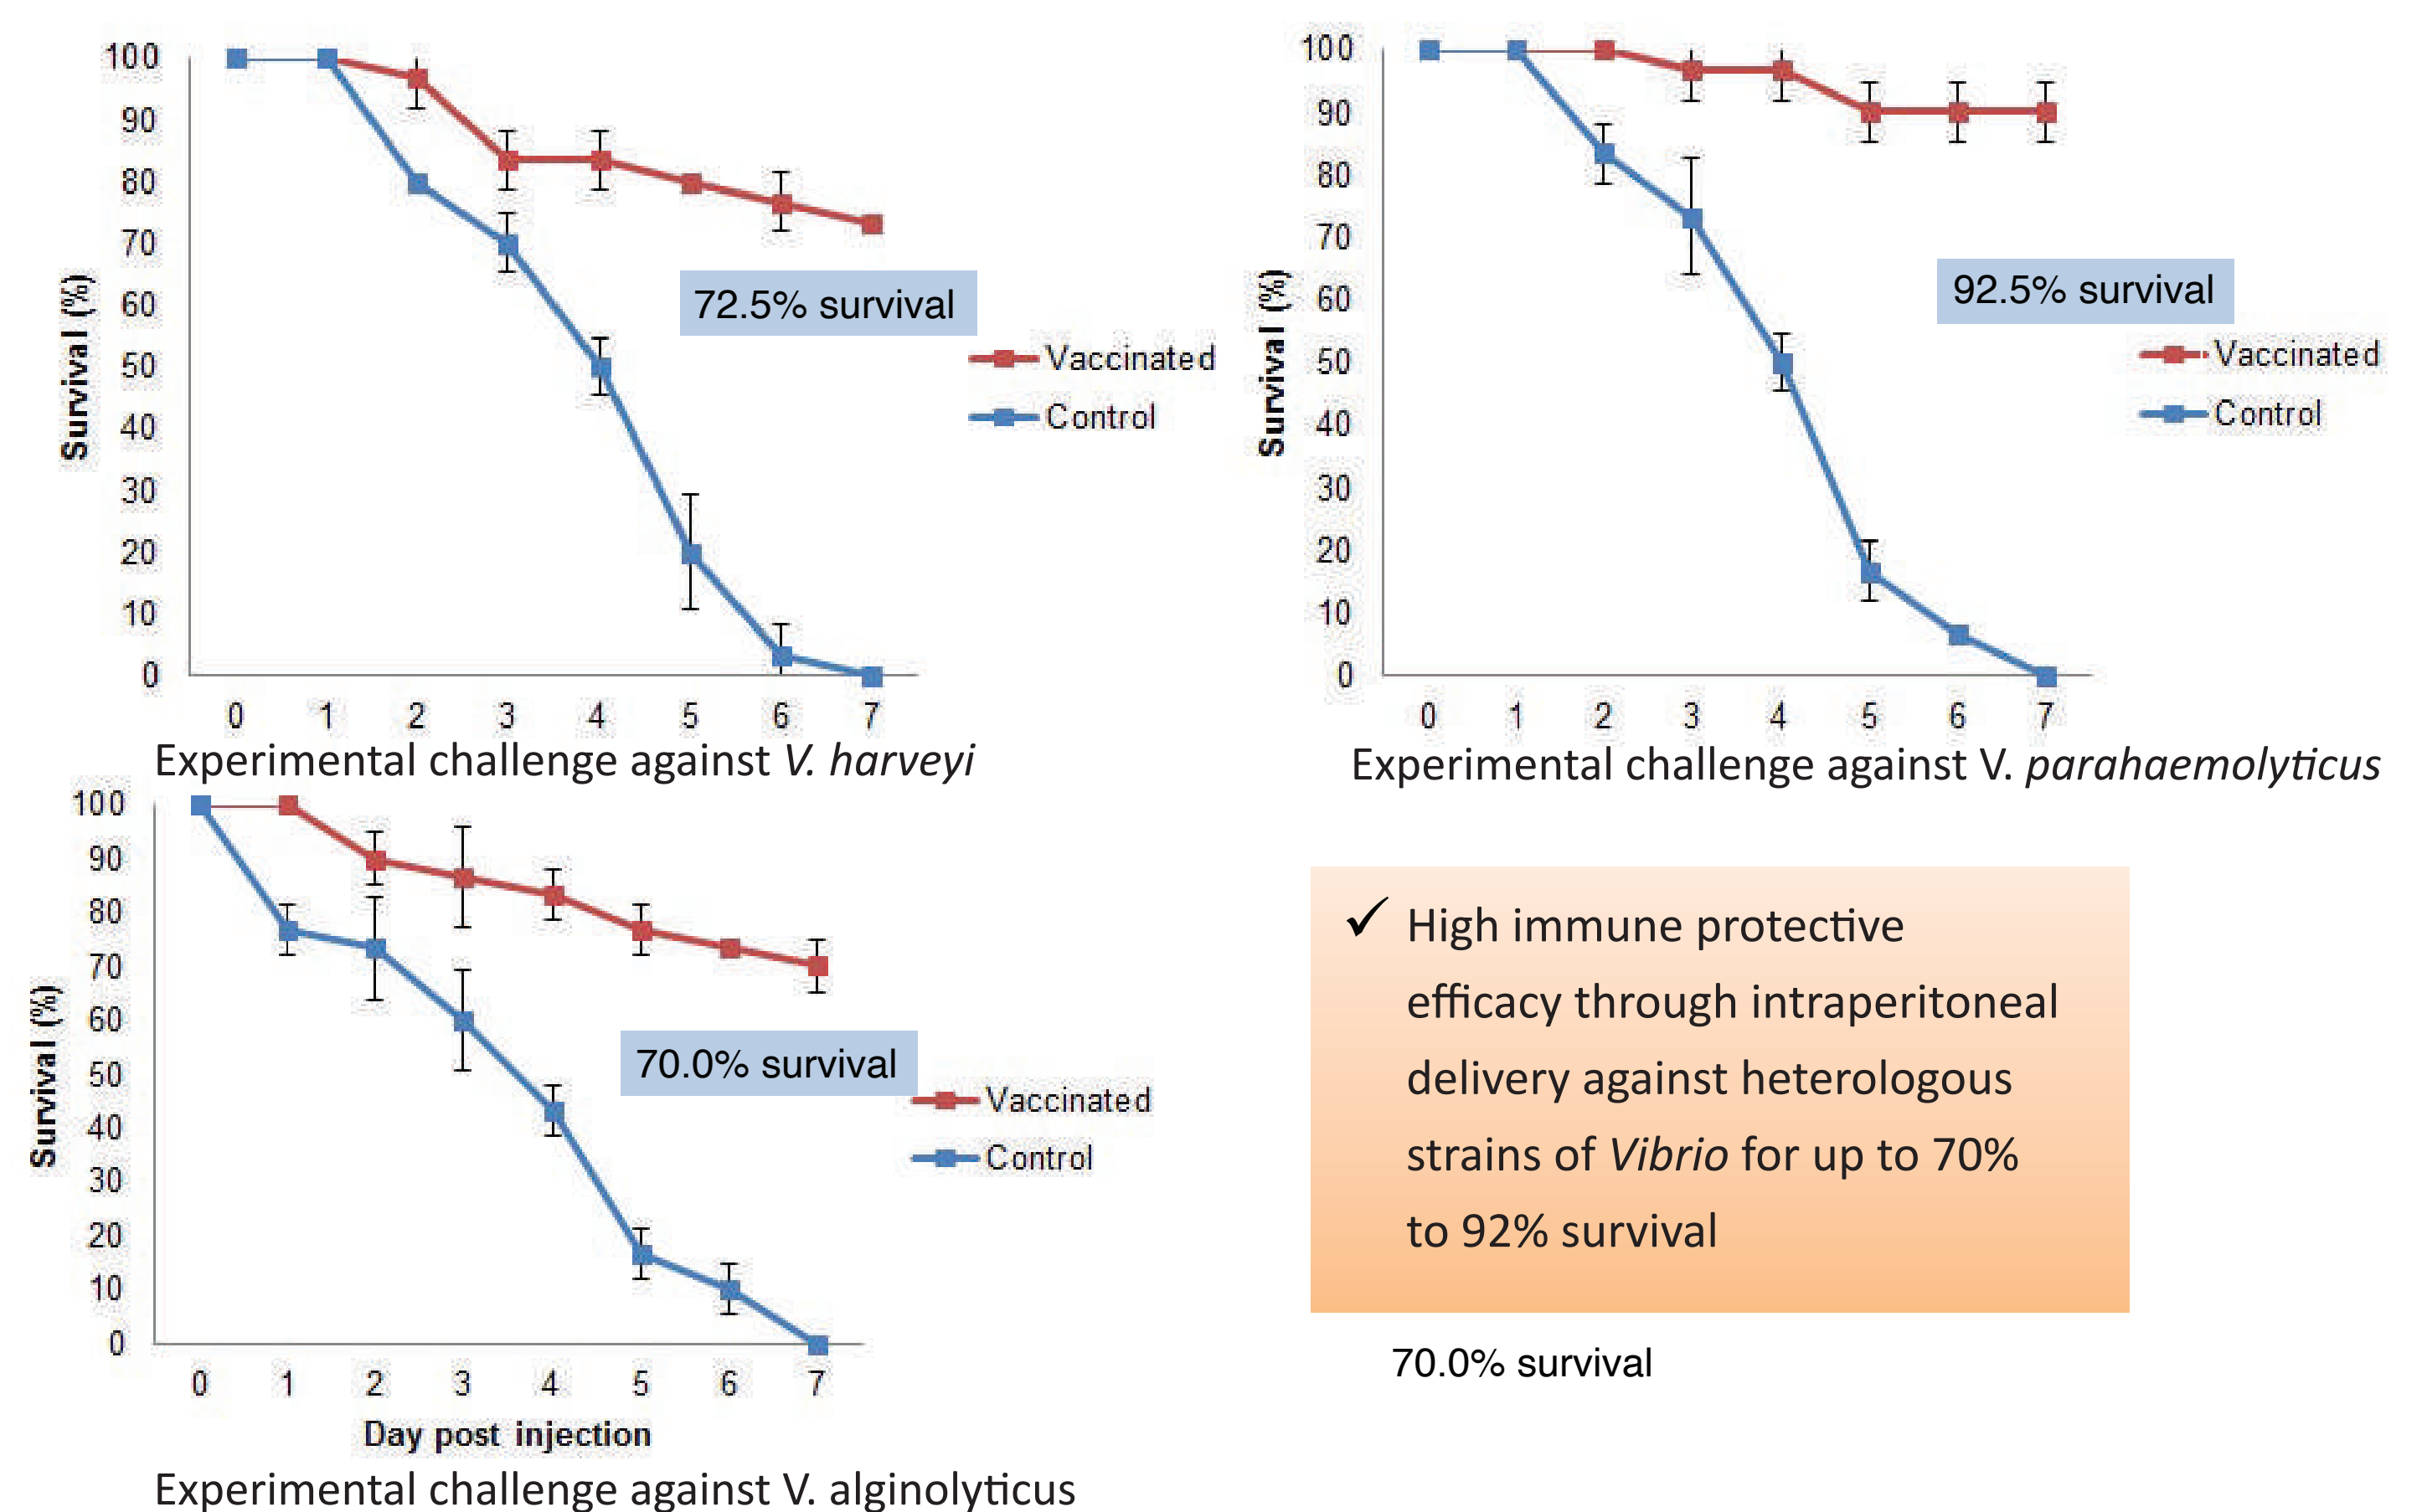 100
90
80
70
60
50
40
30
20
10
0
Survival (%)
0 1 2 3 4 5 6 7
72.5% survival
Vaccinated
Control
Experimental challenge against V. harveyi
100
90
80
70
60
50
40
30
20
10
0
Survival (%)
0 1 2 3 4 5 6 7
92.5% survival
Vaccinated
Control
Experimental challenge against V. parahaemolyticus
100
90
80
70
60
50
40
30
20
10
0
Survival (%)
0 1 2 3 4 5 6 7
Day post injection
70.0% survival
Vaccinated
Control
Experimental challenge against V. alginolyticus
✓ High immune protective
efficacy through intraperitoneal
delivery against heterologous
strains of Vibrio for up to 70%
to 92% survival
70.0% survival